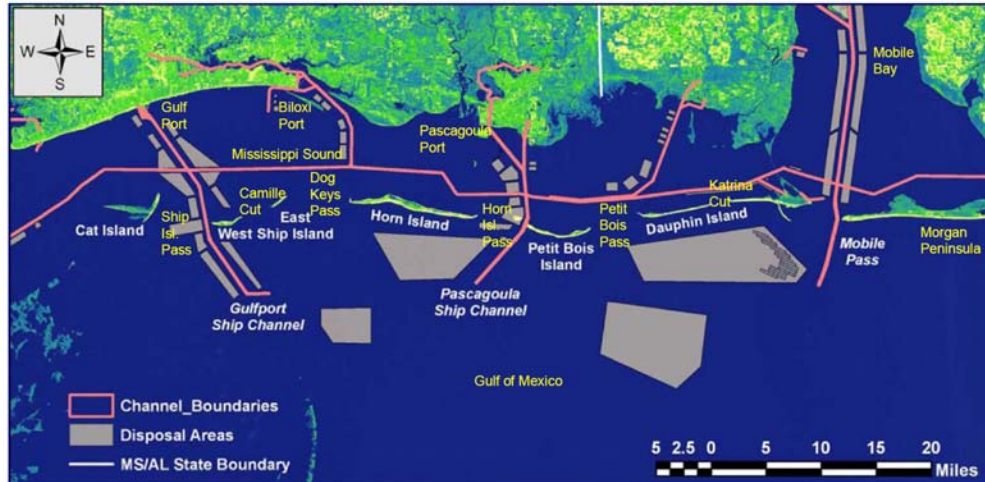 N
W E
S
Mobile
Bay
Gulf
Port
Biloxi
Port
Pascagoula
Port
Mississippi Sound
Dog
Keys
Pass
Camille
Cut
Katrina
Cut
Cat Island
Ship
Isl.
Pass
East
West Ship Island
Horn Island
Horn
Isl.
Pass
Petit Bois
Island
Petit
Bois
Pass
Dauphin Island
Mobile
Pass
Morgan
Peninsula
Gulfport
Ship Channel
Pascagoula
Ship Channel
Gulf of Mexico
Channel_Boundaries
Disposal Areas
MS/AL State Boundary
5 2.5 0 5 10 15 20
Miles